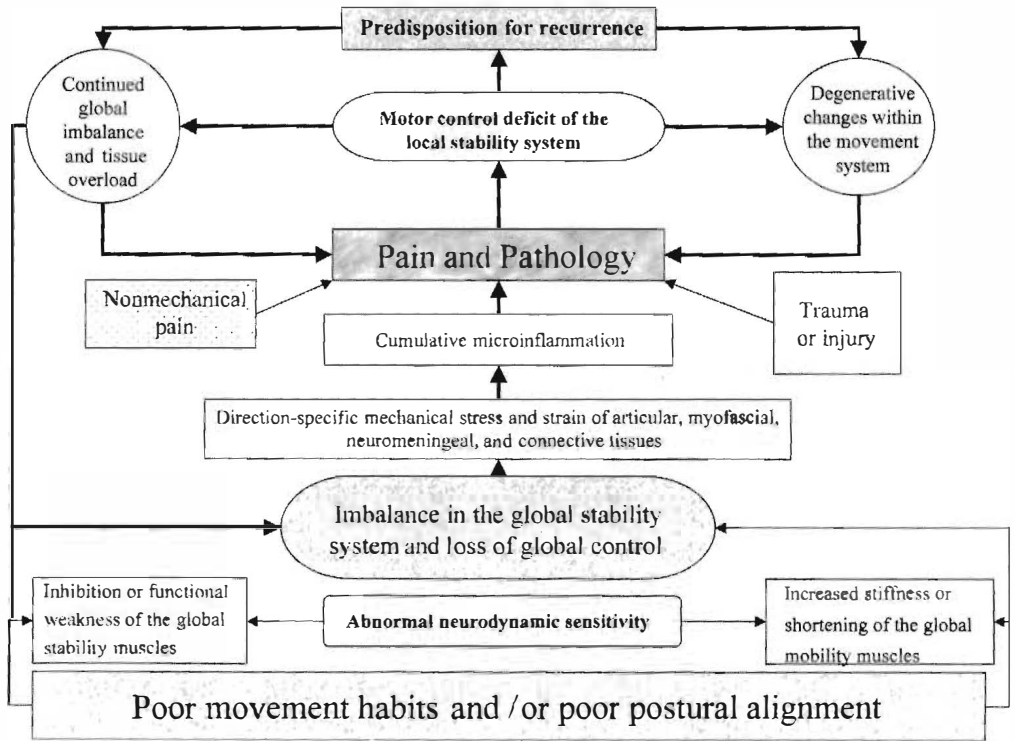 Predisposition for recurrence
Continued
global
imbalance
and tissue
overload
Motor control deficit of the
local stability system
Degenerative
changes within
the movement
system
Pain and Pathology
Nonmechanical
pain
Trauma
or injury
Cumulative microinflammation
Direction-specific mechanical stress and strain of articular, myofascial,
neuromeningeal, and connective tissues
Imbalance in the global stability
system and loss of global control
Inhibition or functional
weakness of the global
stability muscles
Abnormal neurodynamic sensitivity
Increased stiffness or
shortening of the global
mobility muscles
Poor movement habits and /or poor postural alignment